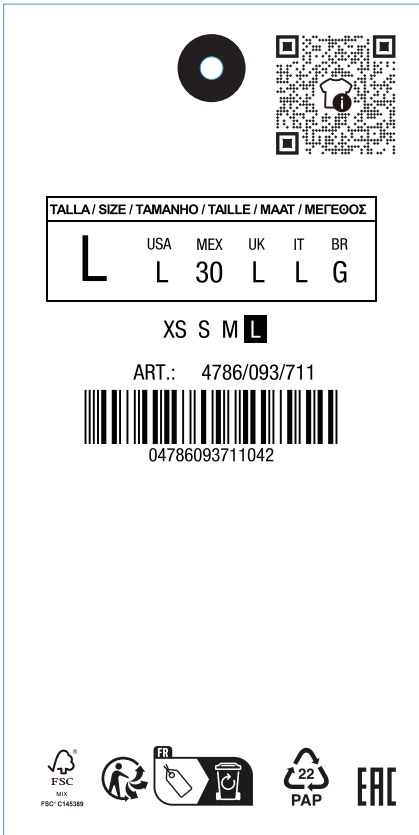 TALLA / SIZE / TAMANHO / TAILLE / MAAT / ΜΕΓΕΘΟΣ
USA MEX UK IT BR
L L 30 L L G
XS S M L
ART.: 4786/093/711
04786093711042
FR
FSC®
MIX
FSC® C145389
22
PAP
EAC